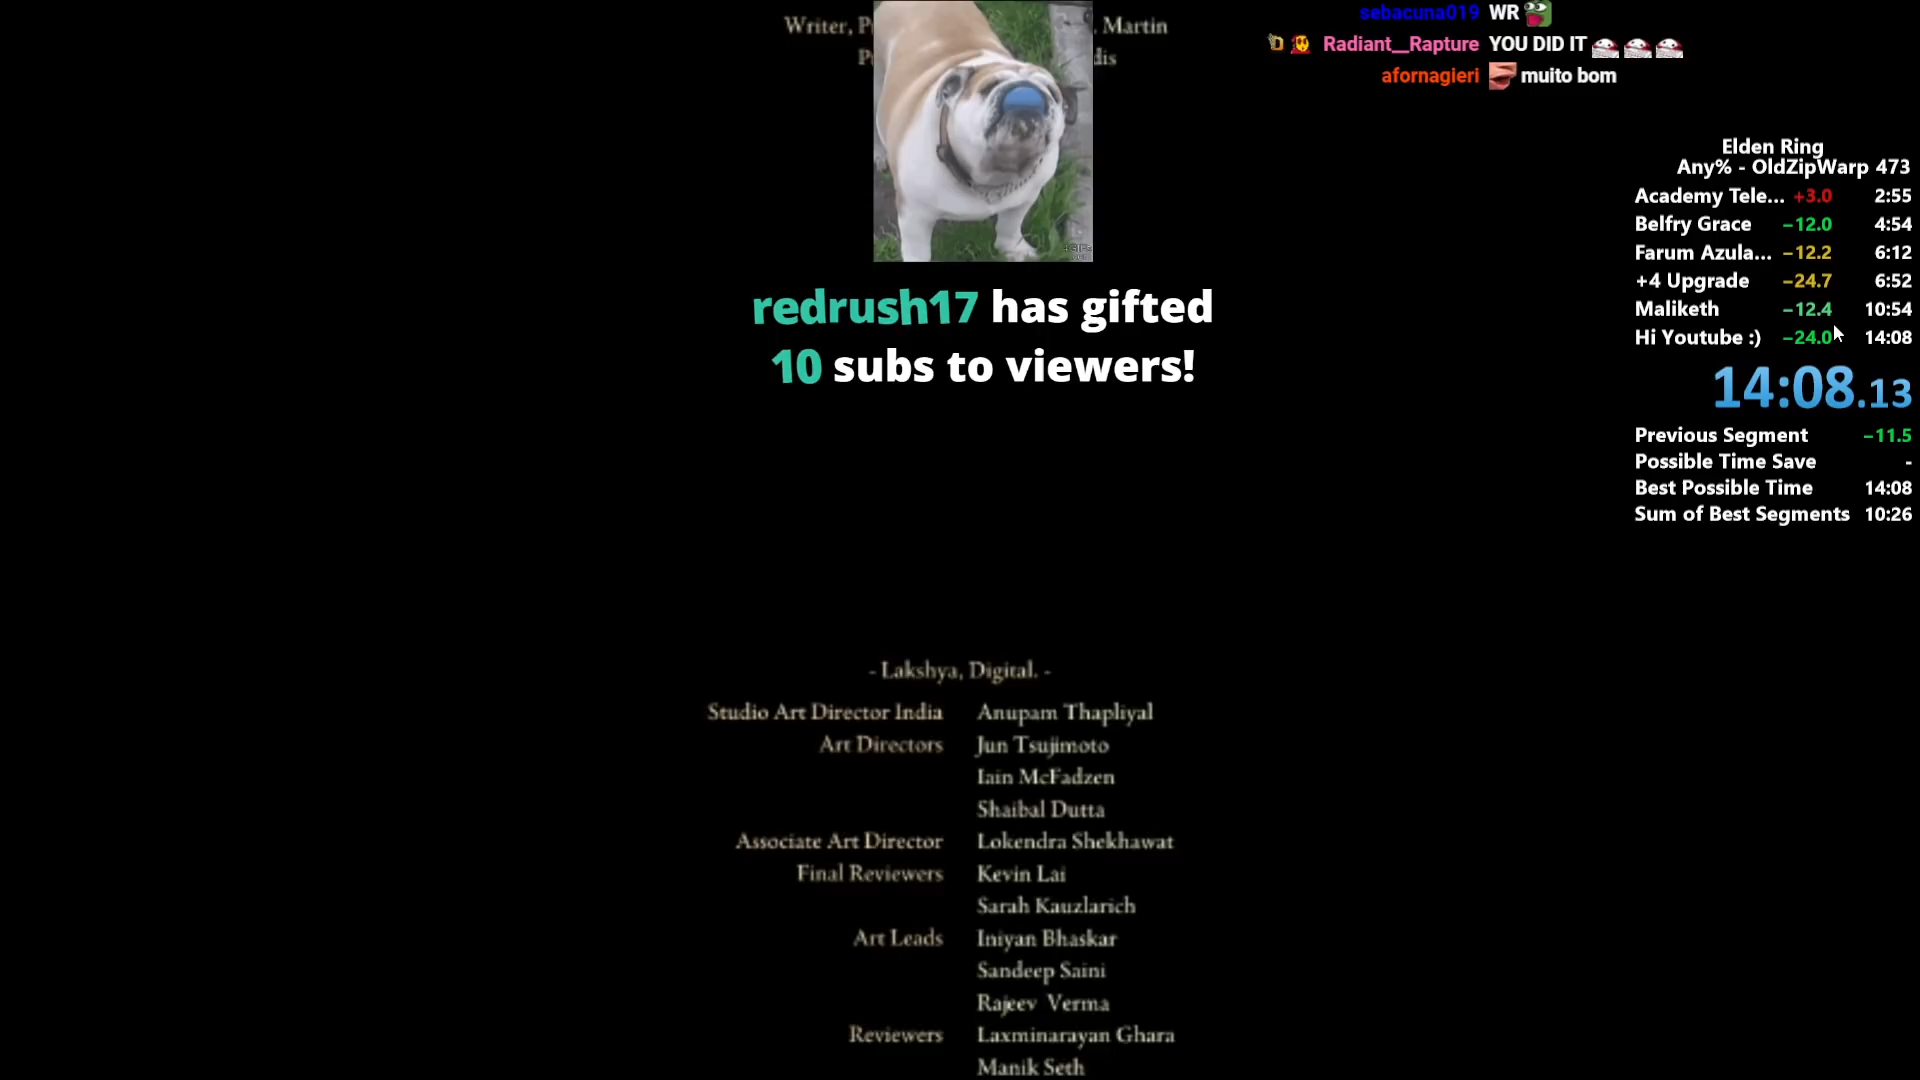 Writer, P Martin
P dis
sebacuna019 WR
Radiant__Rapture YOU DID IT
afornagieri muito bom
redrush17 has gifted
10 subs to viewers!
Elden Ring
Any% - OldZipWarp 473
Academy Tele... +3.0 2:55
Belfry Grace −12.0 4:54
Farum Azula... −12.2 6:12
+4 Upgrade −24.7 6:52
Maliketh −12.4 10:54
Hi Youtube :) −24.0 14:08
14:08.13
Previous Segment −11.5
Possible Time Save -
Best Possible Time 14:08
Sum of Best Segments 10:26
- Lakshya, Digital. -
Studio Art Director India Anupam Thapliyal
Art Directors Jun Tsujimoto
Iain McFadzen
Shaibal Dutta
Associate Art Director Lokendra Shekhawat
Final Reviewers Kevin Lai
Sarah Kauzlarich
Art Leads Iniyan Bhaskar
Sandeep Saini
Rajeev Verma
Reviewers Laxminarayan Ghara
Manik Seth